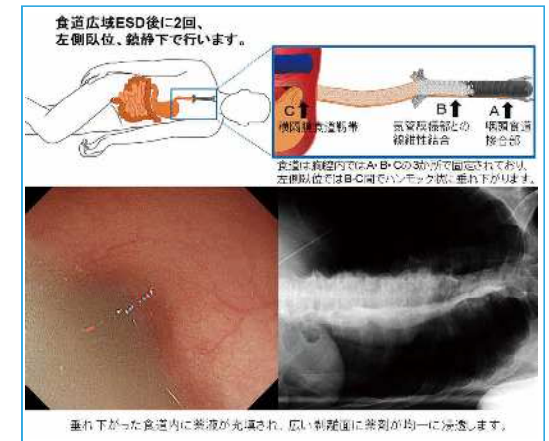 食道広域ESD後に2回、
左側臥位、鎮静下で行います。
C
B
A
横隔膜食道靭帯
気管膜様部との
線維性結合
咽頭食道
接合部
食道は胸腔内ではA・B・Cの3か所で固定されており、
左側臥位ではB-C間でハンモック状に垂れ下がります。
垂れ下がった食道内に薬液が充填され、広い剥離面に薬剤が均一に浸透します。